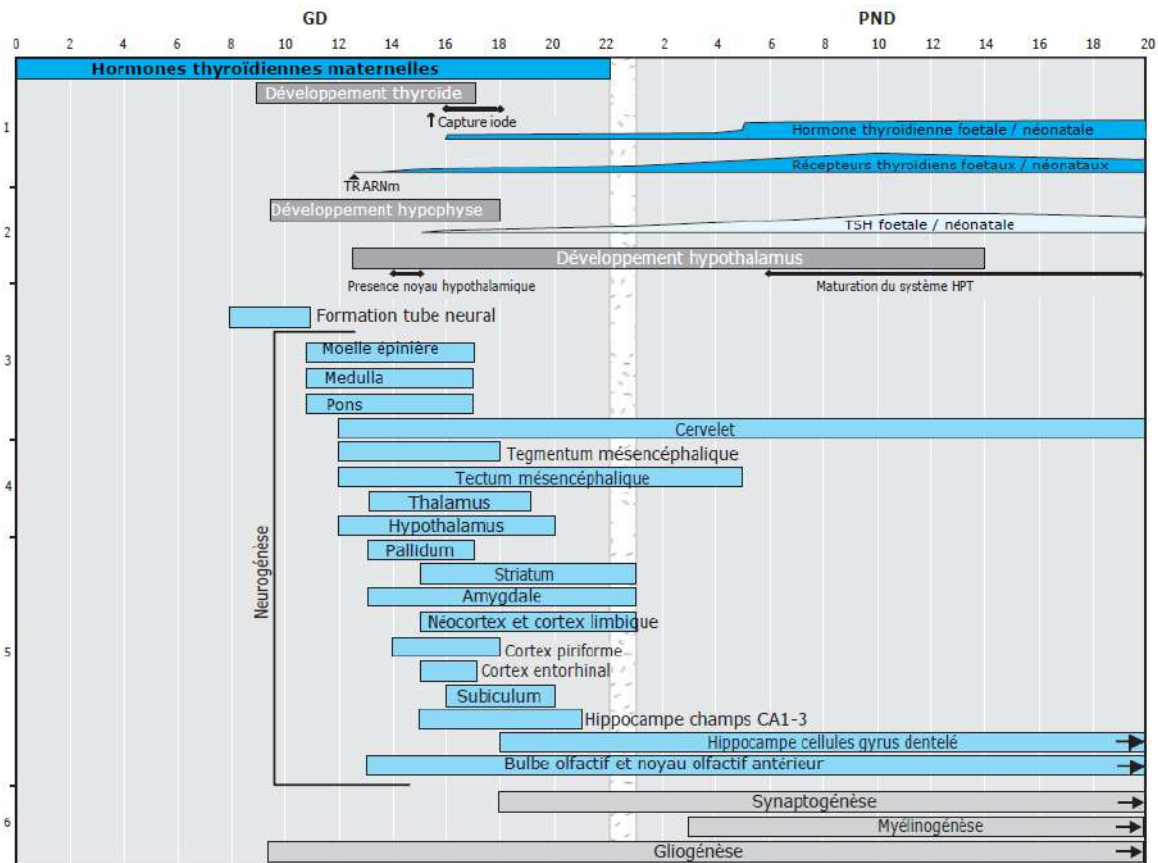 GD PND
0 2 4 6 8 10 12 14 16 18 20 22 2 4 6 8 10 12 14 16 18 20
Hormones thyroïdiennes maternelles
Développement thyroïde
Capture iode
1
Hormone thyroïdienne foetale / néonatale
Récepteurs thyroïdiens foetaux / néonataux
TR ARNm
Développement hypophyse
2
TSH foetale / néonatale
Développement hypothalamus
Presence noyau hypothalamique
Maturation du système HPT
Formation tube neural
3
Moelle épinière
Medulla
Pons
Cervelet
Tegmentum mésencéphalique
4
Tectum mésencéphalique
Thalamus
Hypothalamus
Neurogénèse
Pallidum
Striatum
Amygdale
Néocortex et cortex limbique
5
Cortex piriforme
Cortex entorhinal
Subiculum
Hippocampe champs CA1-3
Hippocampe cellules gyrus dentelé
Bulbe olfactif et noyau olfactif antérieur
Synaptogénèse
6
Myélinogénèse
Gliogénèse